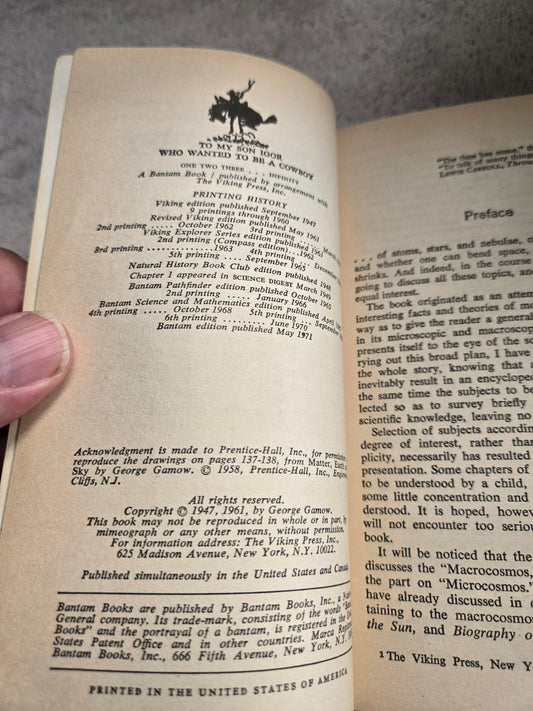 TO MY SON IGOR
WHO WANTED TO BE A COWBOY
ONE TWO THREE . . . INFINITY
A Bantam Book / published by arrangement with
The Viking Press, Inc.
PRINTING HISTORY
Viking edition published September 1947
9 printings through 1960
Revised Viking edition published May 1961
2nd printing ..... October 1962 3rd printing ..... March
Viking Explorer Series edition published 1961
2nd printing (Compass edition)...1962
3rd printing ............1963 4th printing ..... December
5th printing ..... September 1965
Natural History Book Club edition published 1948
Chapter 1 appeared in SCIENCE DIGEST March 1949
Bantam Pathfinder edition published October 1965
2nd printing ..... January 1966
Bantam Science and Mathematics edition published April
4th printing ..... October 1968 5th printing ..... September
6th printing ..... June 1970
Bantam edition published May 1971
Acknowledgment is made to Prentice-Hall, Inc., for permission
reproduce the drawings on pages 137-138, from Matter, Earth,
Sky by George Gamow. © 1958, Prentice-Hall, Inc., Englewood
Cliffs, N.J.
All rights reserved.
Copyright © 1947, 1961, by George Gamow.
This book may not be reproduced in whole or in part, by
mimeograph or any other means, without permission.
For information address: The Viking Press, Inc.,
625 Madison Avenue, New York, N.Y. 10022.
Published simultaneously in the United States and Canada
Bantam Books are published by Bantam Books, Inc., a
General company. Its trade-mark, consisting of the words
Books" and the portrayal of a bantam, is registered in the
States Patent Office and in other countries. Marca
Bantam Books, Inc., 666 Fifth Avenue, New York, N.Y.
PRINTED IN THE UNITED STATES OF AMERICA
"The time has come,"
"To talk of many things
LEWIS CARROLL,
Preface
. . . of atoms, stars, and nebulae, o
and whether one can bend space,
shrinks. And indeed, in the course
going to discuss all these topics, an
equal interest.
The book originated as an attem
interesting facts and theories of mo
way as to give the reader a general
in its microscopic and macroscop
presents itself to the eye of the sc
rying out this broad plan, I have
the whole story, knowing that a
inevitably result in an encycloped
the same time the subjects to be
lected so as to survey briefly
scientific knowledge, leaving no
Selection of subjects accordin
degree of interest, rather than
plicity, necessarily has resulted
presentation. Some chapters of
to be understood by a child,
some little concentration and
derstood. It is hoped, howev
will not encounter too seriou
book.
It will be noticed that the
discusses the "Macrocosmos,
the part on "Microcosmos,"
have already discussed in d
taining to the macrocosmo
the Sun, and Biography o
1 The Viking Press, New Yo